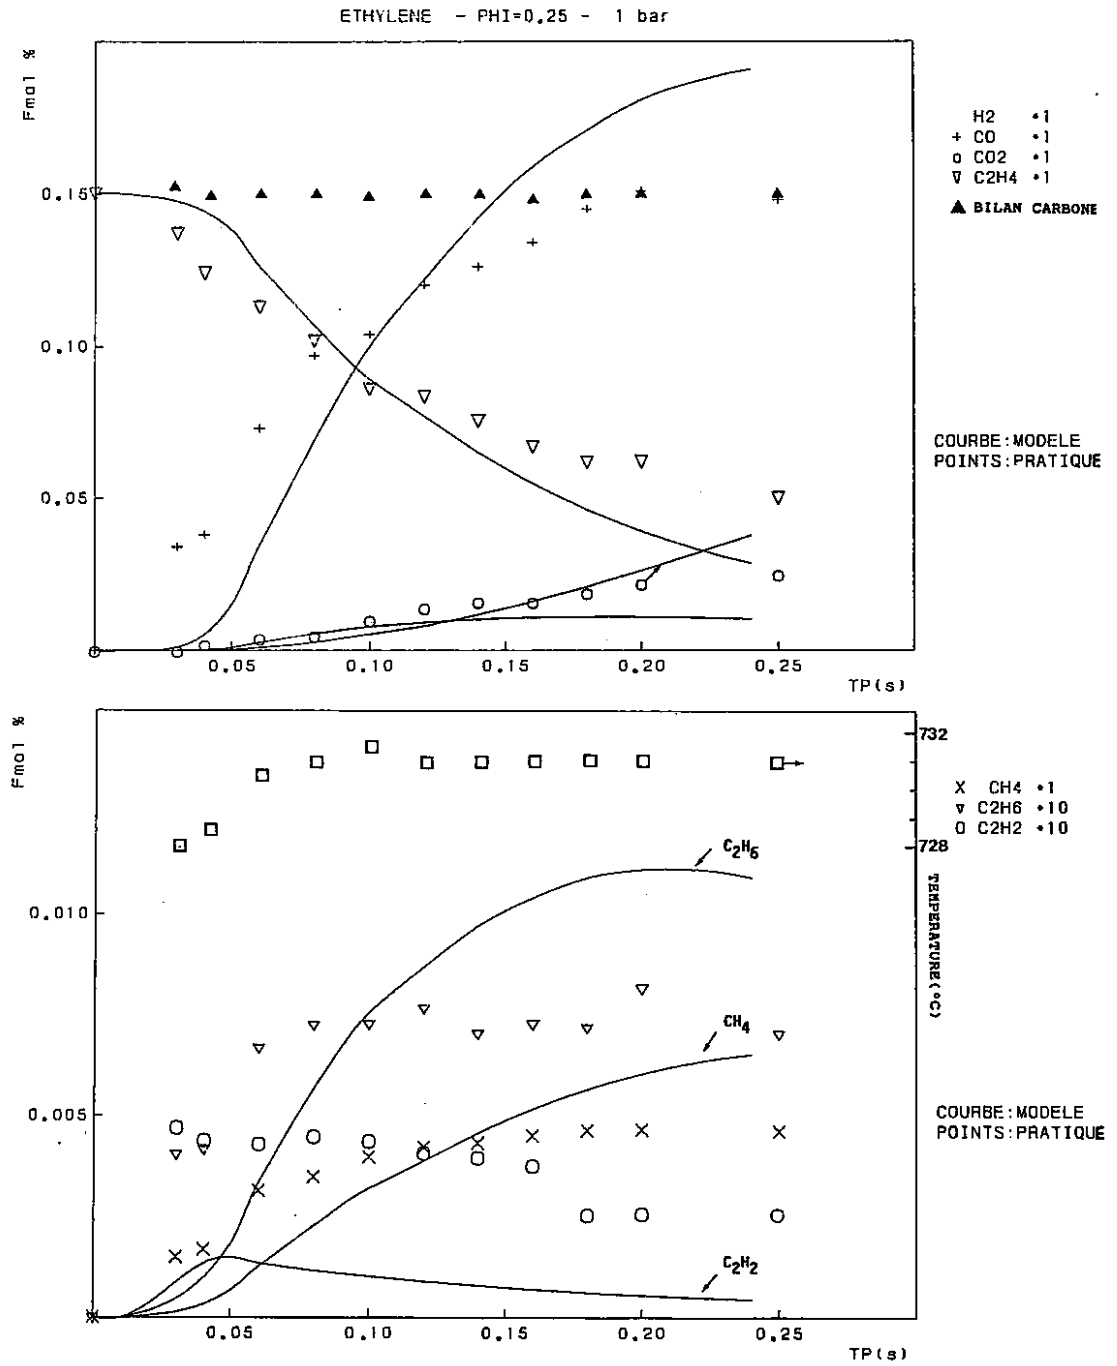 ETHYLENE - PHI=0.25 - 1 bar
Fmol %
0.15
0.10
0.05
0.05
0.10
0.15
0.20
0.25
TP(s)
H2 *1
+ CO *1
o CO2 *1
▽ C2H4 *1
▲ BILAN CARBONE
COURBE:MODELE
POINTS:PRATIQUE
Fmol %
732
728
TEMPERATURE(°C)
0.010
0.005
C2H6
CH4
C2H2
0.05
0.10
0.15
0.20
0.25
TP(s)
X CH4 *1
▽ C2H6 *10
O C2H2 *10
COURBE:MODELE
POINTS:PRATIQUE